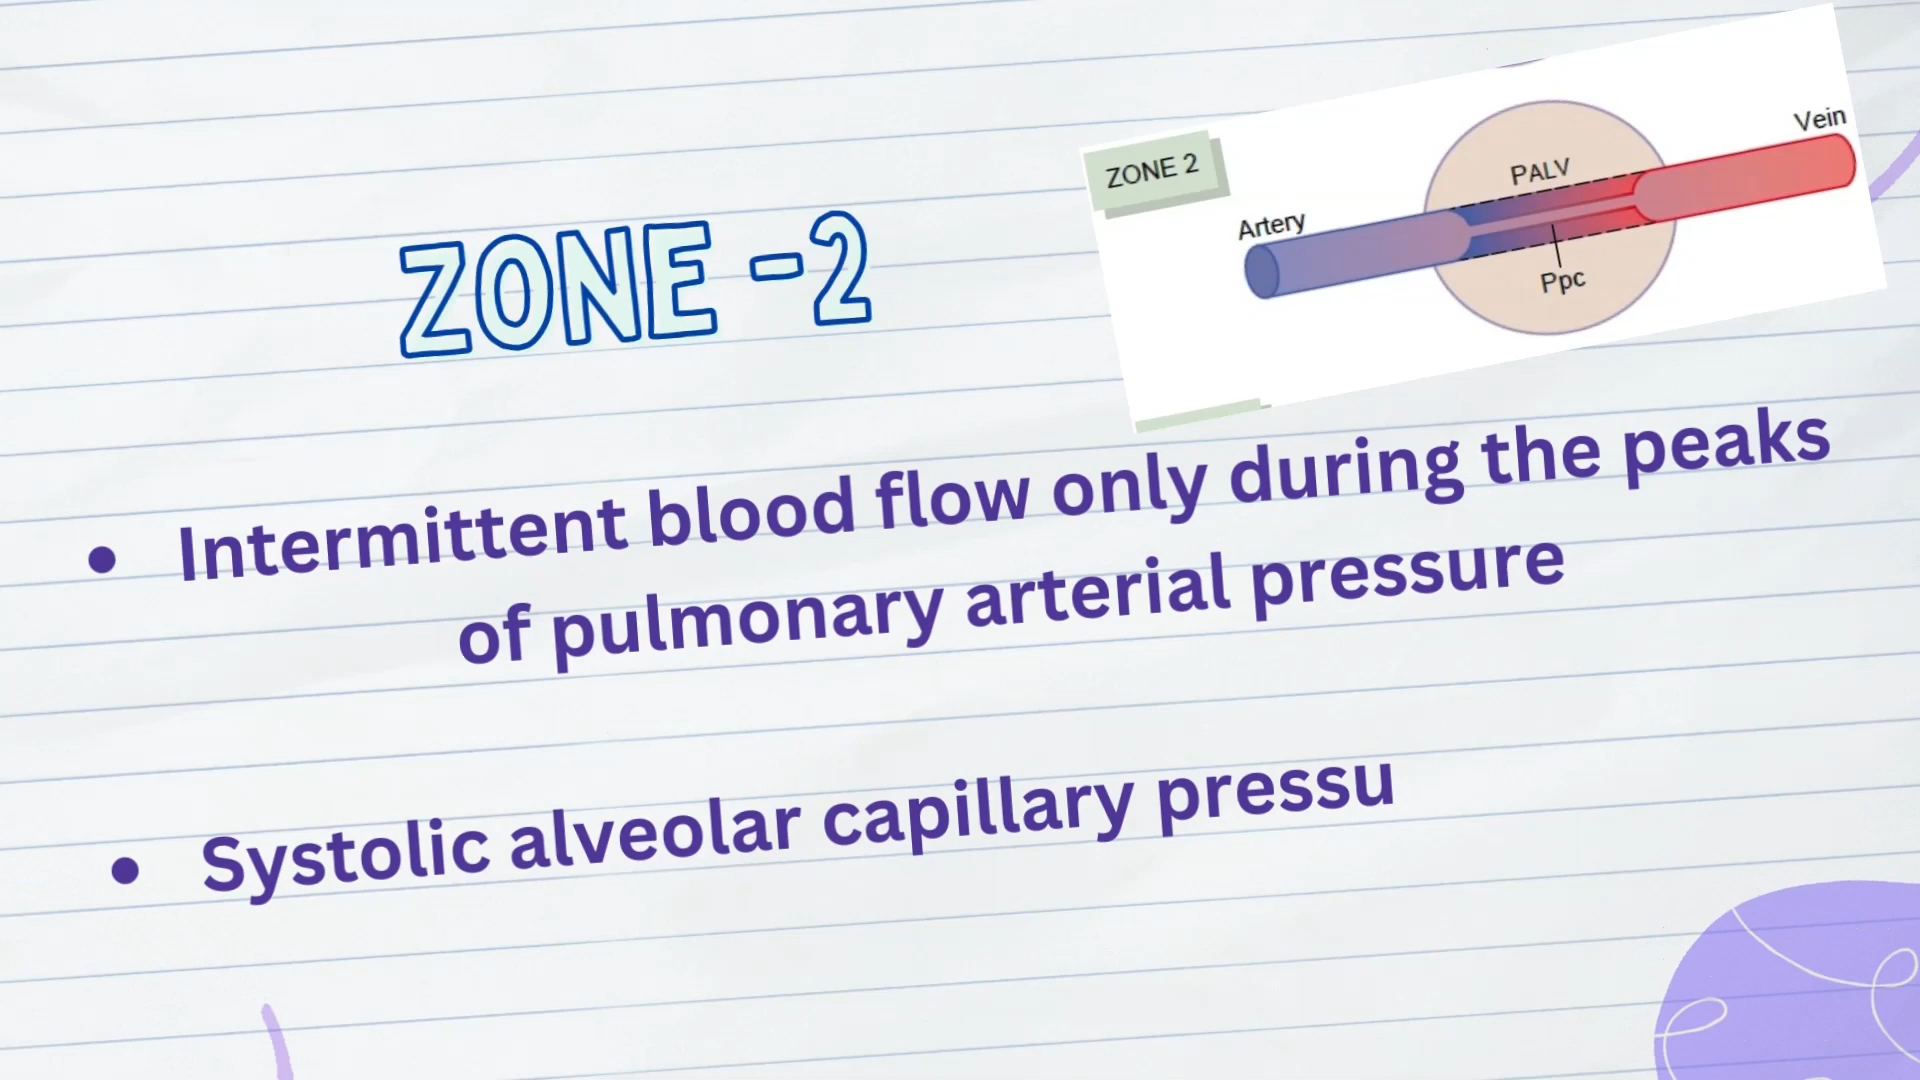 ZONE -2
ZONE 2
Artery
PALV
Ppc
Vein
• Intermittent blood flow only during the peaks
of pulmonary arterial pressure
• Systolic alveolar capillary pressu